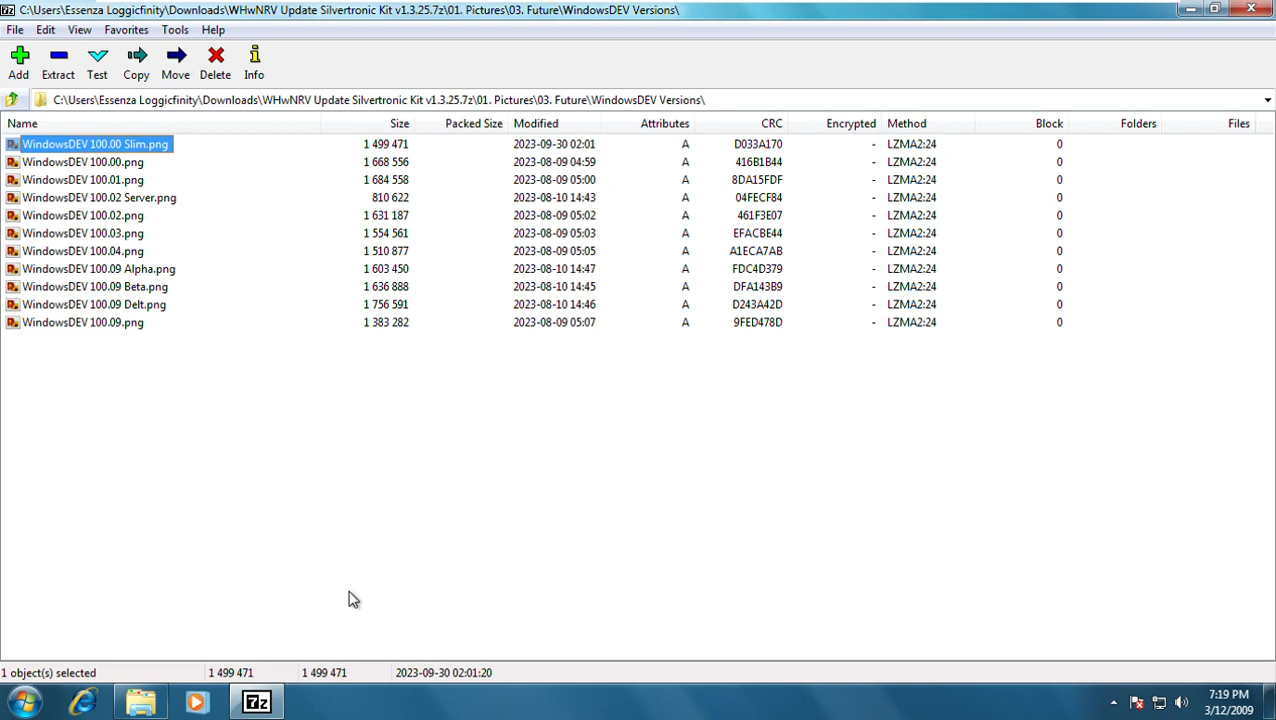 C:\Users\Essenza Loggicfinity\Downloads\WHwNRV Update Silvertronic Kit v1.3.25.7z\01. Pictures\03. Future\WindowsDEV Versions\
File Edit View Favorites Tools Help
Add Extract Test Copy Move Delete Info
C:\Users\Essenza Loggicfinity\Downloads\WHwNRV Update Silvertronic Kit v1.3.25.7z\01. Pictures\03. Future\WindowsDEV Versions\
Name Size Packed Size Modified Attributes CRC Encrypted Method Block Folders Files
WindowsDEV 100.00 Slim.png 1 499 471 2023-09-30 02:01 A D033A170 - LZMA2:24 0
WindowsDEV 100.00.png 1 668 556 2023-08-09 04:59 A 416B1B44 - LZMA2:24 0
WindowsDEV 100.01.png 1 684 558 2023-08-09 05:00 A 8DA15FDF - LZMA2:24 0
WindowsDEV 100.02 Server.png 810 622 2023-08-10 14:43 A 04FECF84 - LZMA2:24 0
WindowsDEV 100.02.png 1 631 187 2023-08-09 05:02 A 461F3E07 - LZMA2:24 0
WindowsDEV 100.03.png 1 554 561 2023-08-09 05:03 A EFACBE44 - LZMA2:24 0
WindowsDEV 100.04.png 1 510 877 2023-08-09 05:05 A A1ECA7AB - LZMA2:24 0
WindowsDEV 100.09 Alpha.png 1 603 450 2023-08-10 14:47 A FDC4D379 - LZMA2:24 0
WindowsDEV 100.09 Beta.png 1 636 888 2023-08-10 14:45 A DFA143B9 - LZMA2:24 0
WindowsDEV 100.09 Delt.png 1 756 591 2023-08-10 14:46 A D243A42D - LZMA2:24 0
WindowsDEV 100.09.png 1 383 282 2023-08-09 05:07 A 9FED478D - LZMA2:24 0
1 object(s) selected 1 499 471 1 499 471 2023-09-30 02:01:20
7z
7:19 PM
3/12/2009